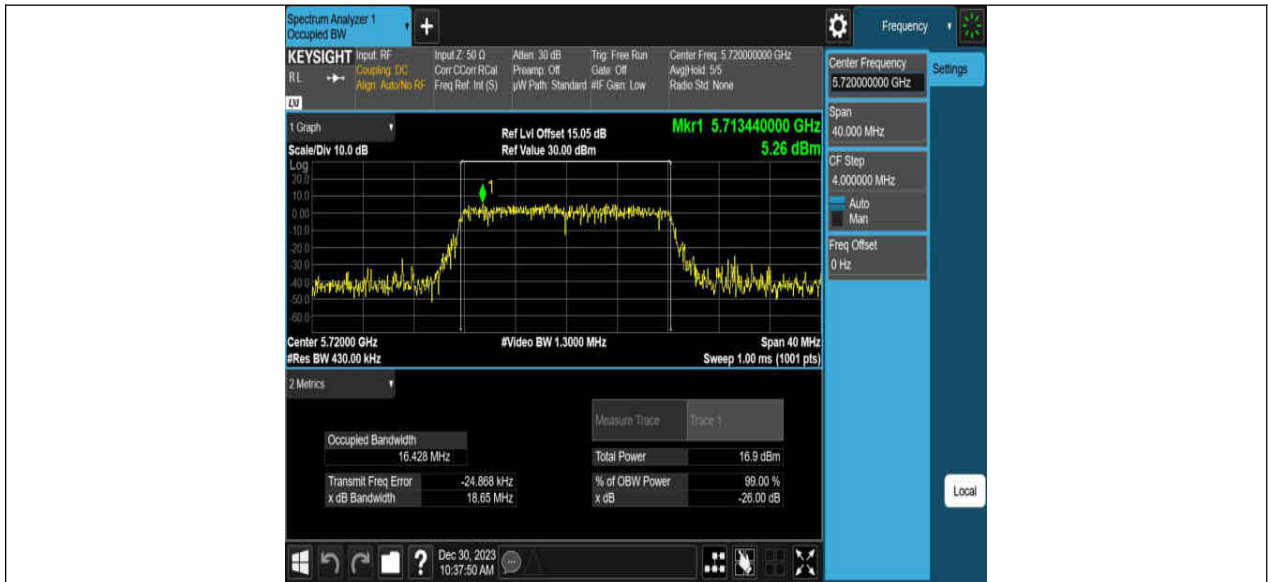 Spectrum Analyzer 1
Occupied BW
+
Frequency
KEYSIGHT
RL
LXI
Input: RF
Coupling: DC
Align: Auto/No RF
Input Z: 50 Ω
Corr CCorr RCal
Freq Ref: Int (S)
Atten: 30 dB
Preamp: Off
µW Path: Standard
Trig: Free Run
Gate: Off
#IF Gain: Low
Center Freq: 5.720000000 GHz
Avg|Hold: 5/5
Radio Std: None
Center Frequency
5.720000000 GHz
Settings
Span
40.000 MHz
CF Step
4.000000 MHz
Auto
Man
Freq Offset
0 Hz
Local
1 Graph
Scale/Div 10.0 dB
Ref Lvl Offset 15.05 dB
Ref Value 30.00 dBm
Mkr1 5.713440000 GHz
5.26 dBm
Log
20.0
10.0
0.00
-10.0
-20.0
-30.0
-40.0
-50.0
-60.0
1
Center 5.72000 GHz
#Res BW 430.00 kHz
#Video BW 1.3000 MHz
Span 40 MHz
Sweep 1.00 ms (1001 pts)
2 Metrics
Measure Trace Trace 1
Occupied Bandwidth
16.428 MHz
Total Power 16.9 dBm
Transmit Freq Error -24.868 kHz
% of OBW Power 99.00 %
x dB Bandwidth 18.65 MHz
x dB -26.00 dB
?
Dec 30, 2023
10:37:50 AM